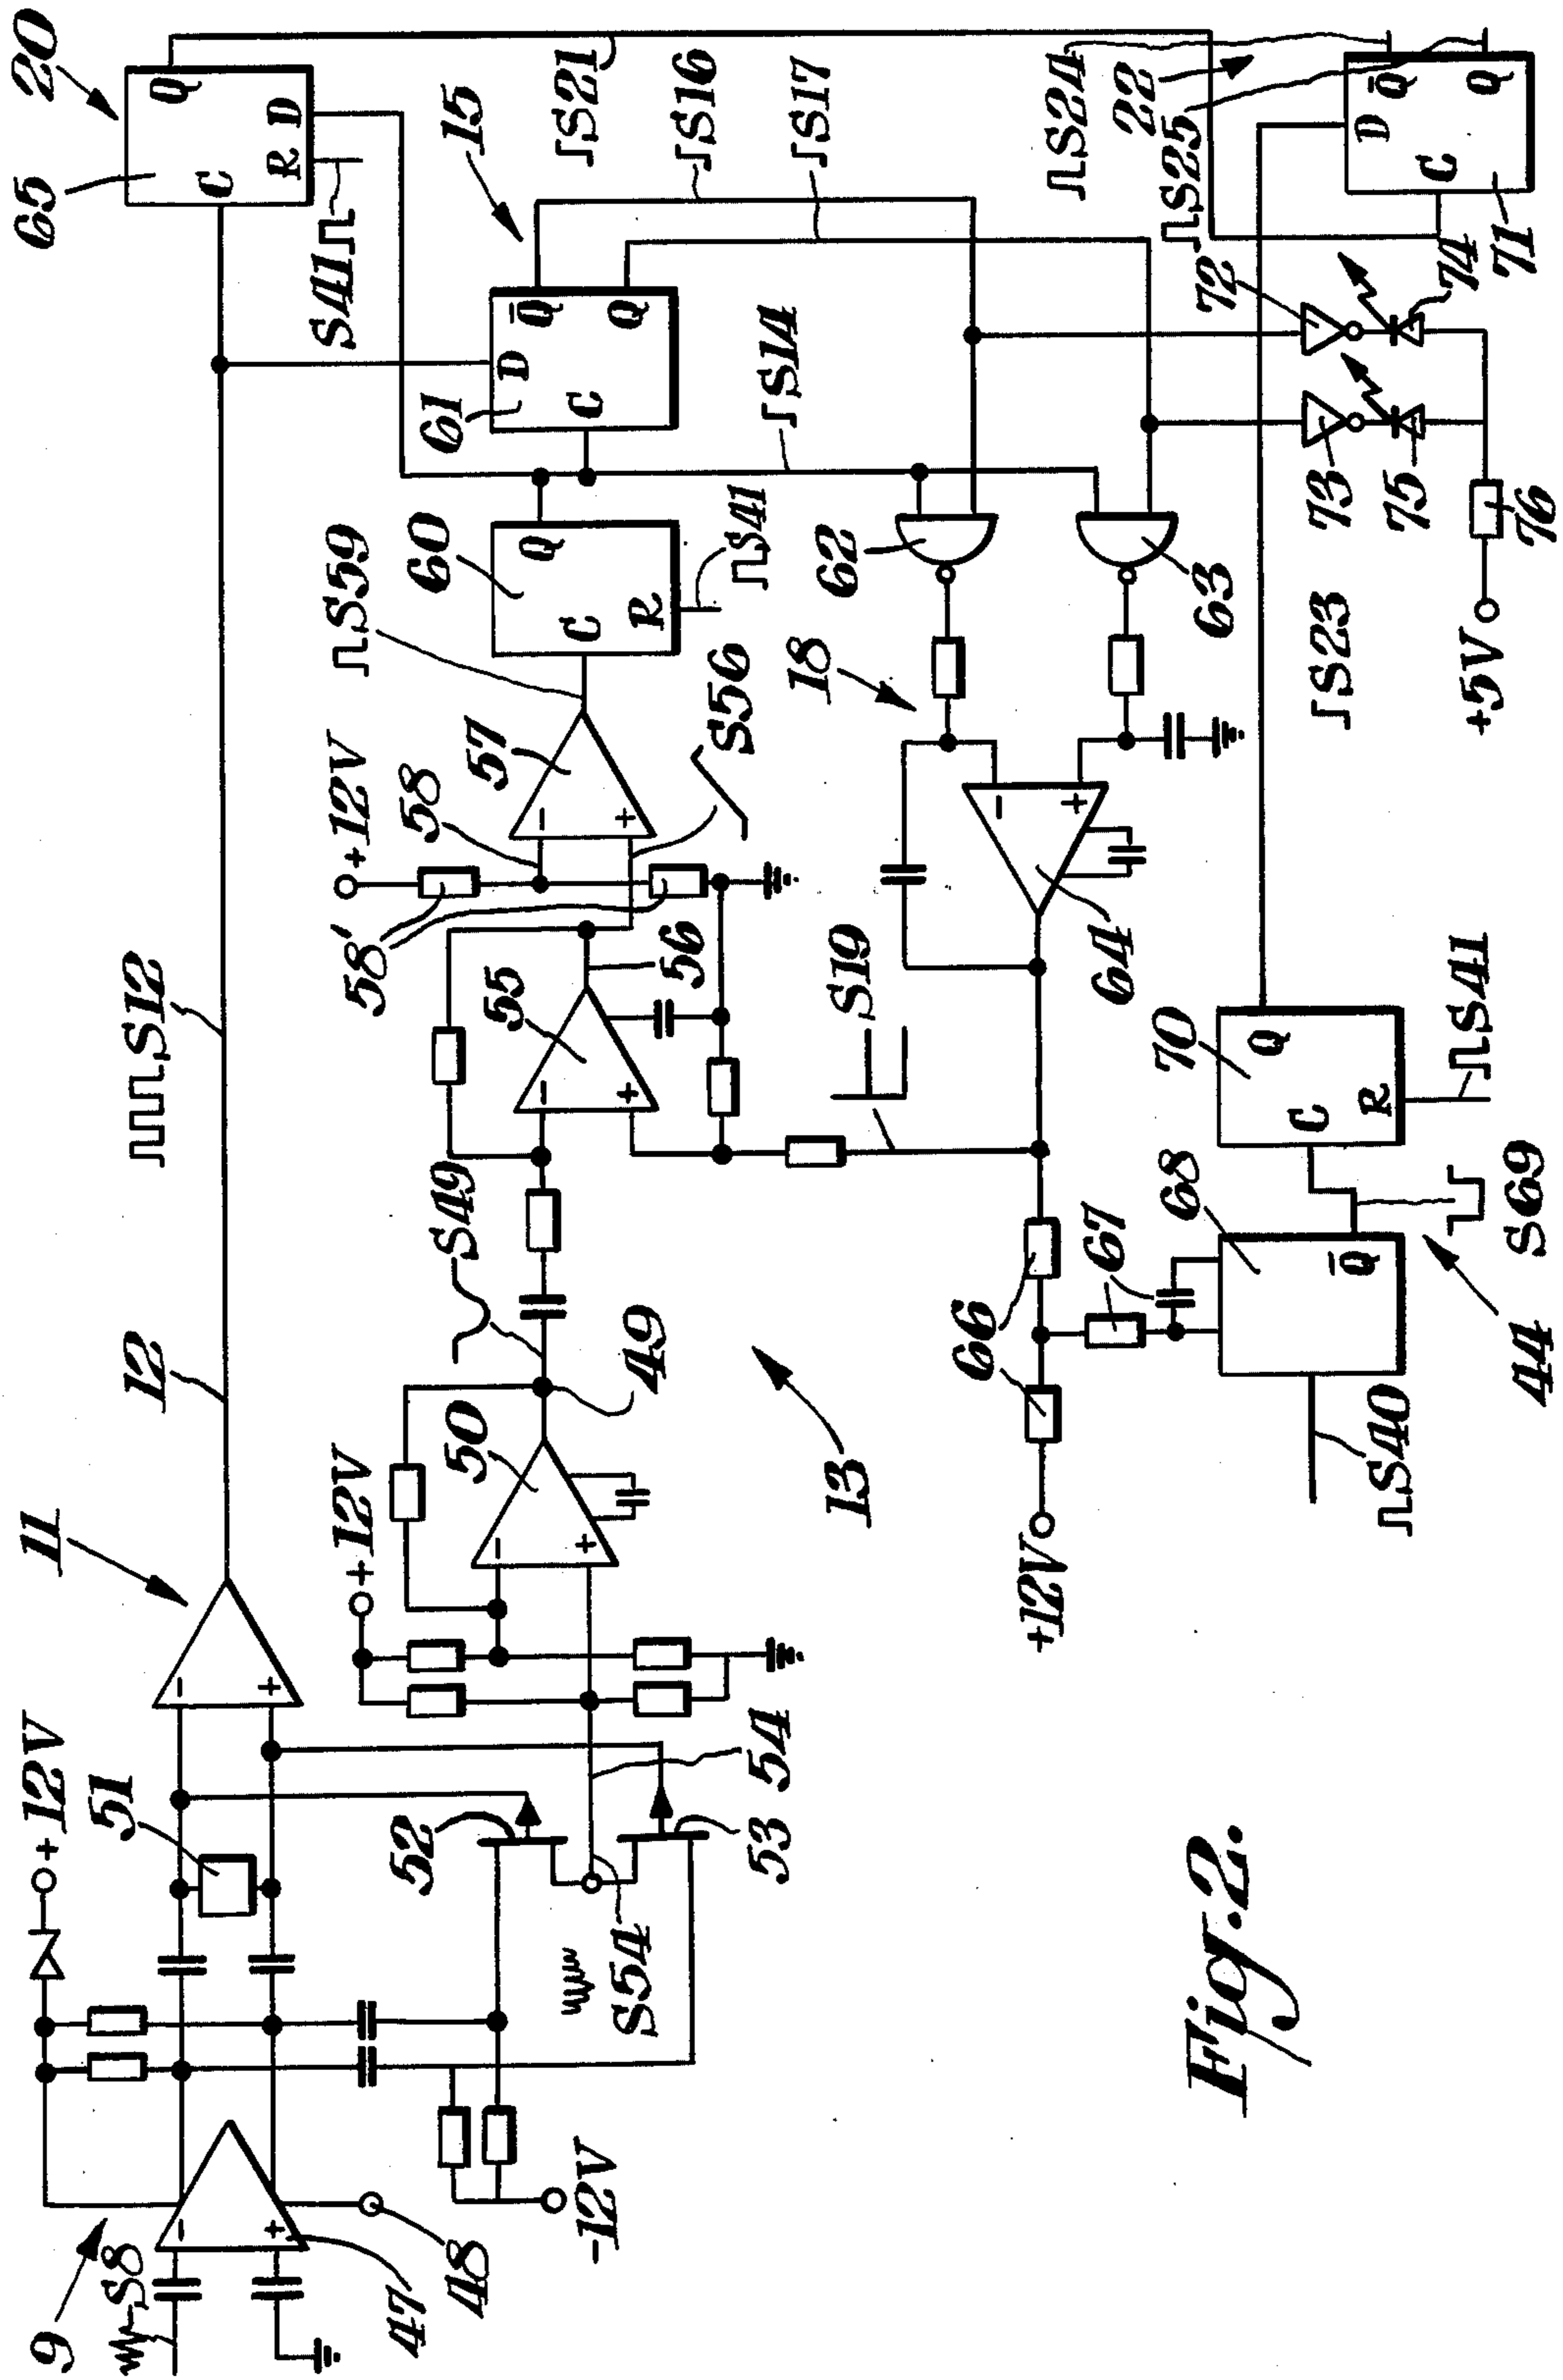 9
S8
47
48
-12V
+12V
51
52
53
54
S54
11
12
S12
+12V
50
49
S49
13
55
56
S56
+12V
58
58'
57
S59
60
C
Q
R
S41
61
D
C
Q̄
Q
15
S14
S16
S17
S21
20
65
C
Q
R
D
S41
62
63
18
64
S19
66
67
+12V
68
Q̄
S40
44
S69
70
C
Q
R
S41
S23
72
73
74
75
76
+5V
71
D
C
Q̄
Q
22
S24
S25
-
+
-
+
-
+
-
+
-
+
-
+
Fig.2.